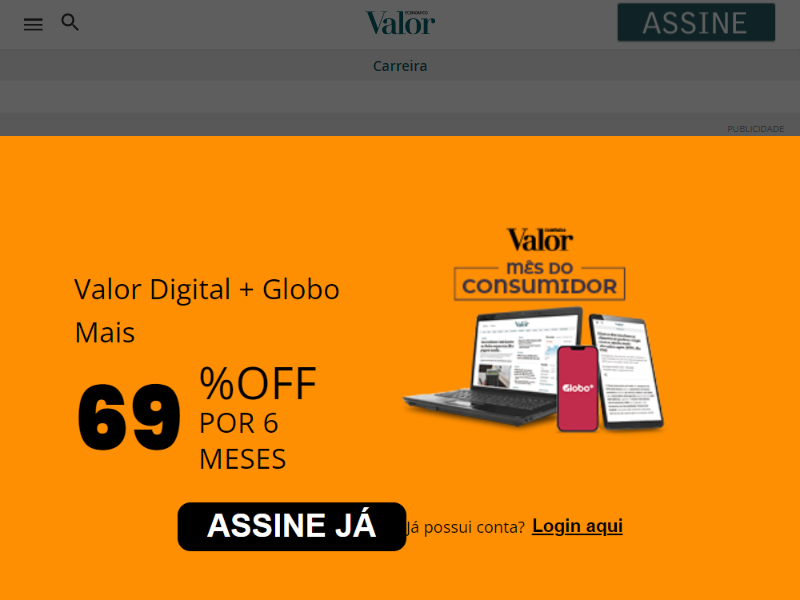 Valor
ASSINE
Carreira
PUBLICIDADE
Valor
MÊS DO
CONSUMIDOR
Valor Digital + Globo
Mais
69
%OFF
POR 6
MESES
Globo+
ASSINE JÁ
Já possui conta? Login aqui